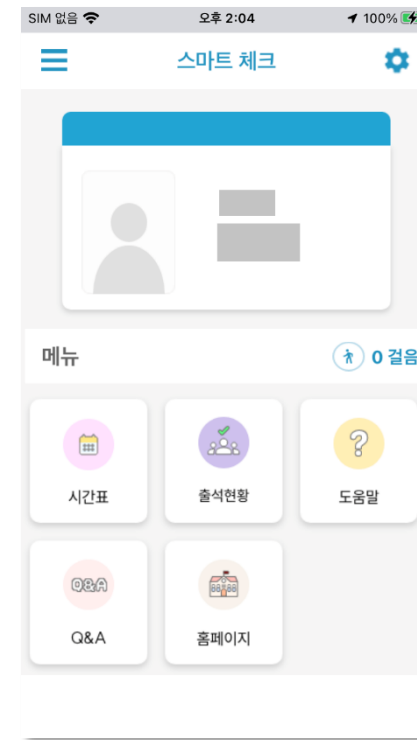 SIM 없음 오후 2:04 100%
스마트 체크
메뉴 0 걸음
시간표 출석현황 도움말
Q&A
Q&A 홈페이지